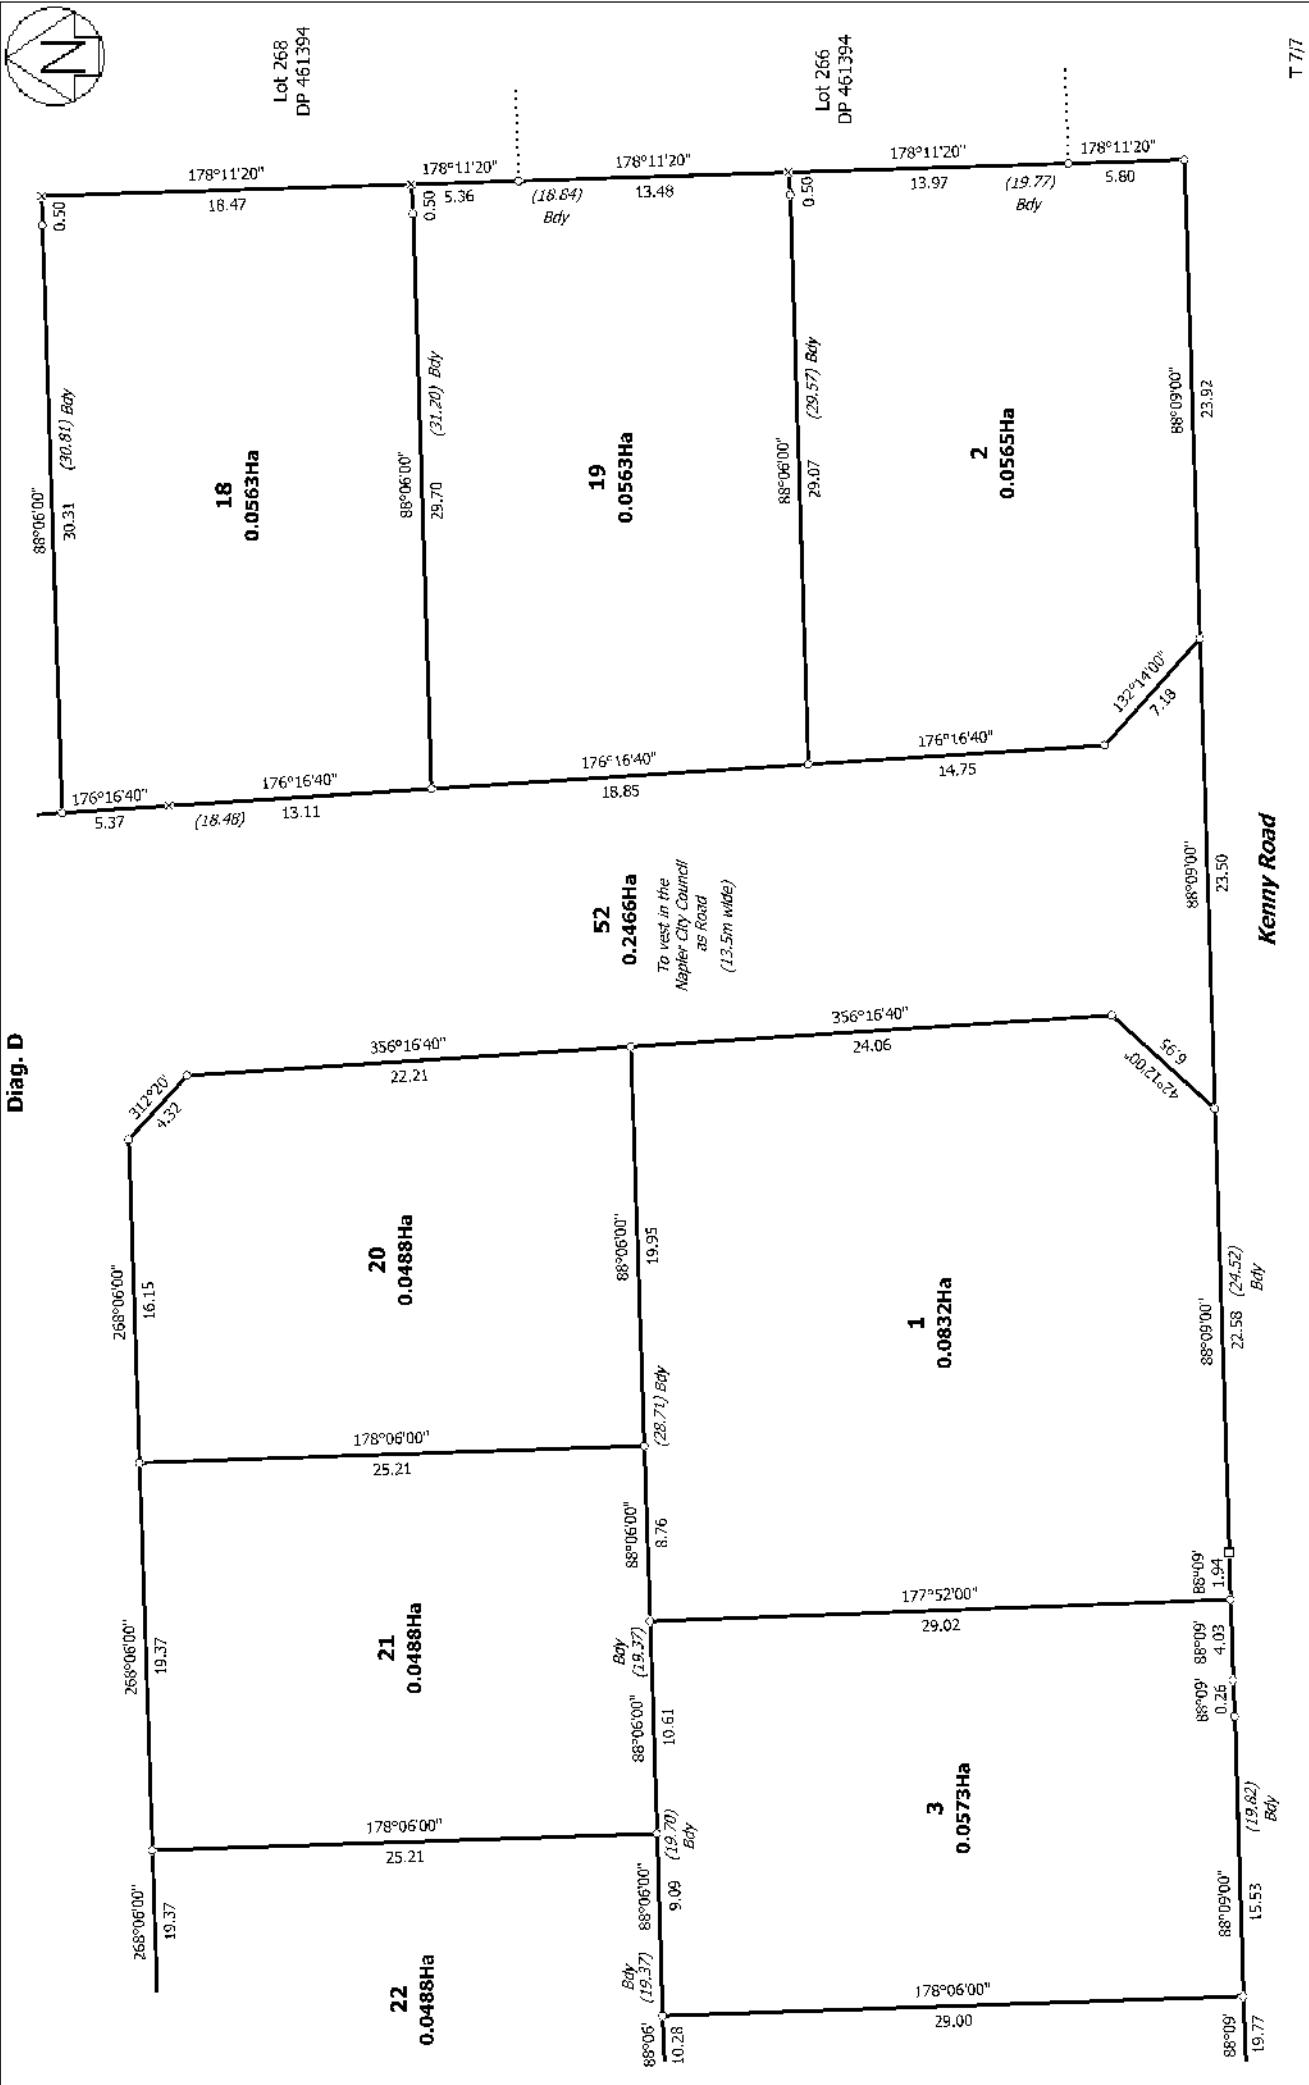 Diag. D
N
Lot 268
DP 461394
Lot 266
DP 461394
T 7/7
88°06'00"
30.31
(30.81) Bdy
0.50
178°11'20"
18.47
18
0.0563Ha
176°16'40"
5.37
(18.48)
176°16'40"
13.11
88°06'00"
29.70
(31.20) Bdy
0.50
178°11'20"
5.36
(18.84)
Bdy
178°11'20"
13.48
19
0.0563Ha
176°16'40"
18.85
88°06'00"
29.07
(29.57) Bdy
0.50
178°11'20"
13.97
(19.77)
Bdy
178°11'20"
5.80
2
0.0565Ha
176°16'40"
14.75
132°14'00"
7.18
88°09'00"
23.92
52
0.2466Ha
To vest in the
Napier City Council
as Road
(13.5m wide)
88°09'00"
23.50
Kenny Road
312°20'
4.32
356°16'40"
22.21
356°16'40"
24.06
42°12'00"
6.95
268°06'00"
16.15
20
0.0488Ha
178°06'00"
25.21
88°06'00"
19.95
(28.71) Bdy
1
0.0832Ha
88°09'00"
22.58
(24.52)
Bdy
88°09'
1.94
268°06'00"
19.37
21
0.0488Ha
88°06'00"
8.76
177°52'00"
29.02
Bdy
(19.37)
88°06'00"
10.61
178°06'00"
25.21
(19.70)
Bdy
88°06'00"
9.09
3
0.0573Ha
88°09'
4.03
88°09'
0.26
(19.82)
Bdy
88°09'00"
15.53
268°06'00"
19.37
22
0.0488Ha
Bdy
(19.37)
88°06'
10.28
178°06'00"
29.00
88°09'
19.77